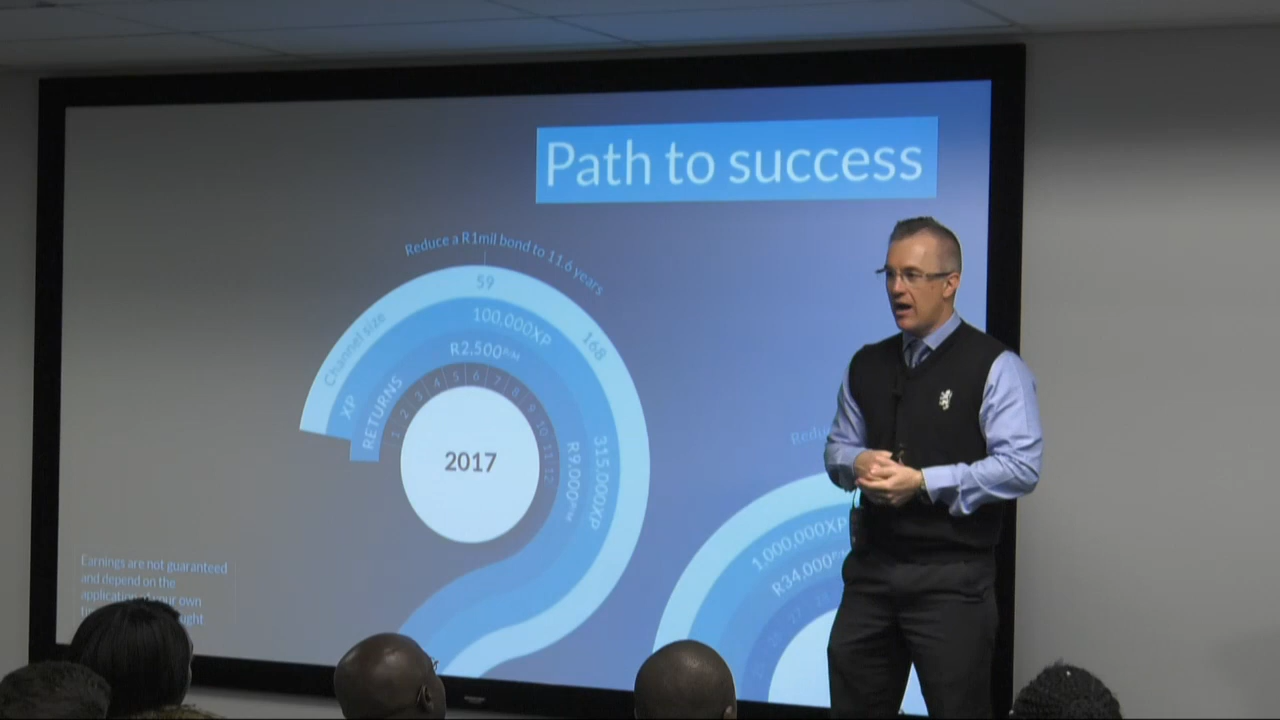 Path to success
Reduce a R1mil bond to 11.6 years
59
168
Channel size
100,000XP
XP
R2,500
RETURNS
1 2 3 4 5 6 7 8 9 10 11 12
2017
315,000XP
R9,000
1,000,000XP
R34,000
Earnings are not guaranteed
and depend on the
own